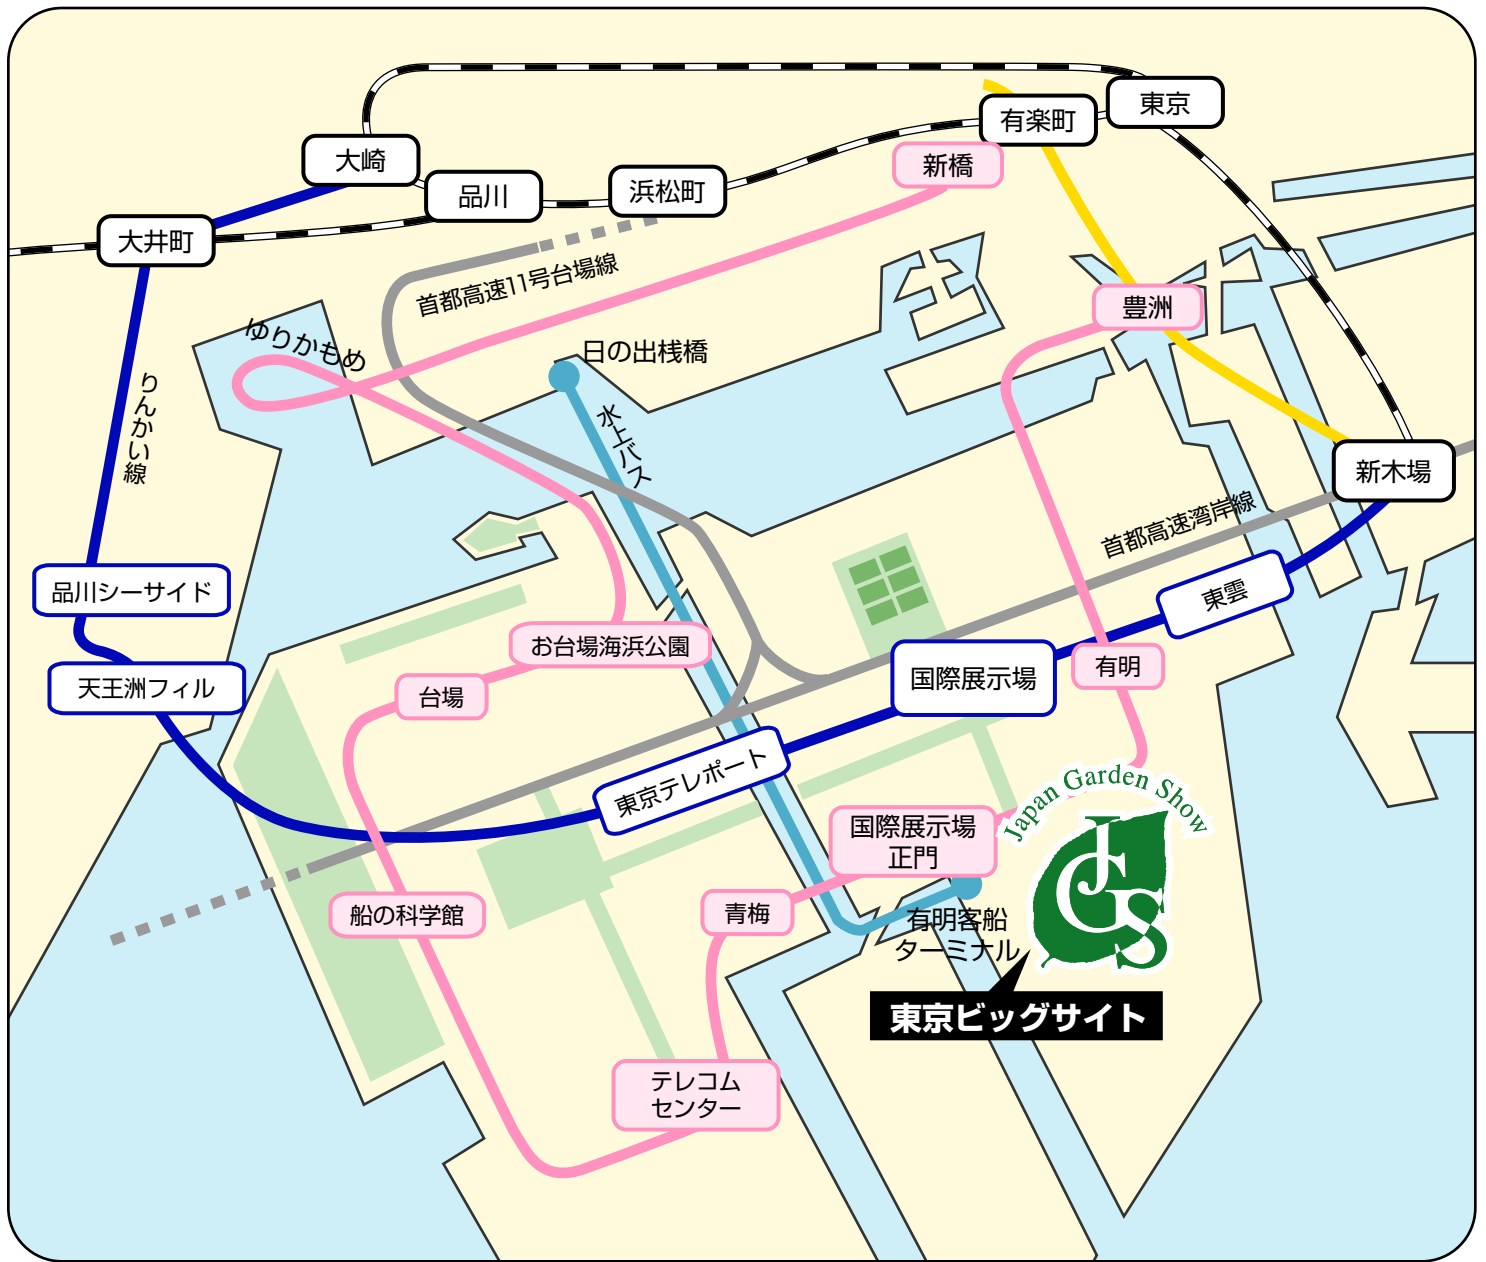 東京
有楽町
新橋
大崎
品川
浜松町
大井町
首都高速11号台場線
ゆりかもめ
豊洲
日の出桟橋
水上バス
りんかい線
新木場
首都高速湾岸線
品川シーサイド
東雲
お台場海浜公園
天王洲フィル
台場
国際展示場
有明
東京テレポート
Japan Garden Show
JGS
国際展示場
正門
船の科学館
青梅
有明客船
ターミナル
東京ビッグサイト
テレコム
センター